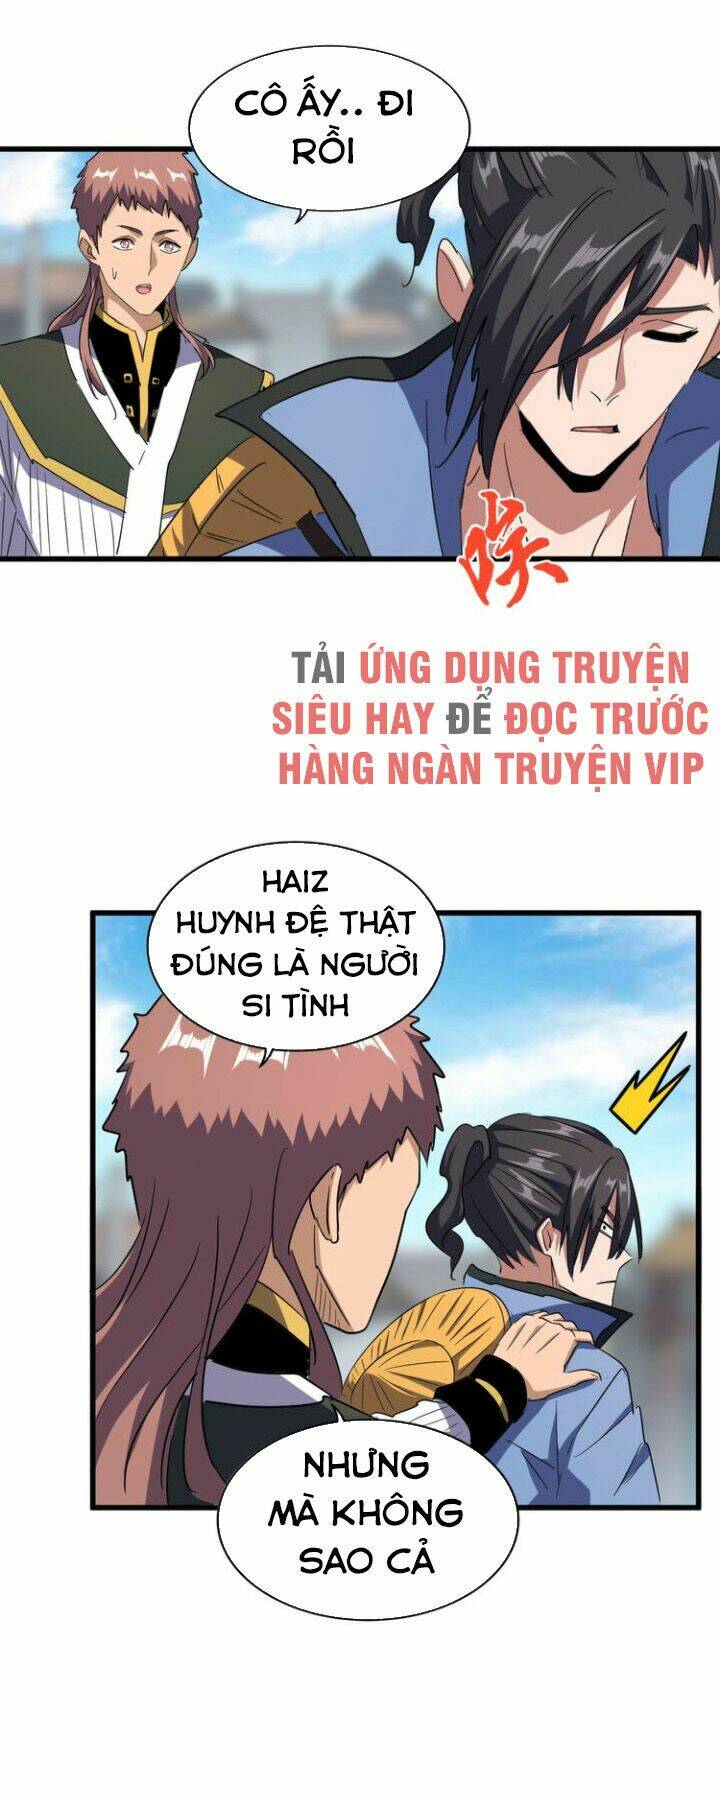 CÔ ẤY.. ĐI
RỒI
唉
TẢI ỨNG DỤNG TRUYỆN
SIÊU HAY ĐỂ ĐỌC TRƯỚC
HÀNG NGÀN TRUYỆN VIP
HAIZ
HUYNH ĐỆ THẬT
ĐÚNG LÀ NGƯỜI
SI TÌNH
NHƯNG
MÀ KHÔNG
SAO CẢ